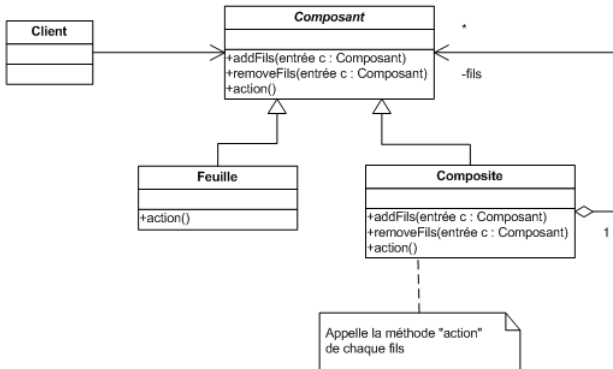 Composant
Client
+addFils(entrée c : Composant)
+removeFils(entrée c : Composant)
+action()
*
-fils
Feuille
+action()
Composite
+addFils(entrée c : Composant)
+removeFils(entrée c : Composant)
+action()
1
Appelle la méthode "action"
de chaque fils